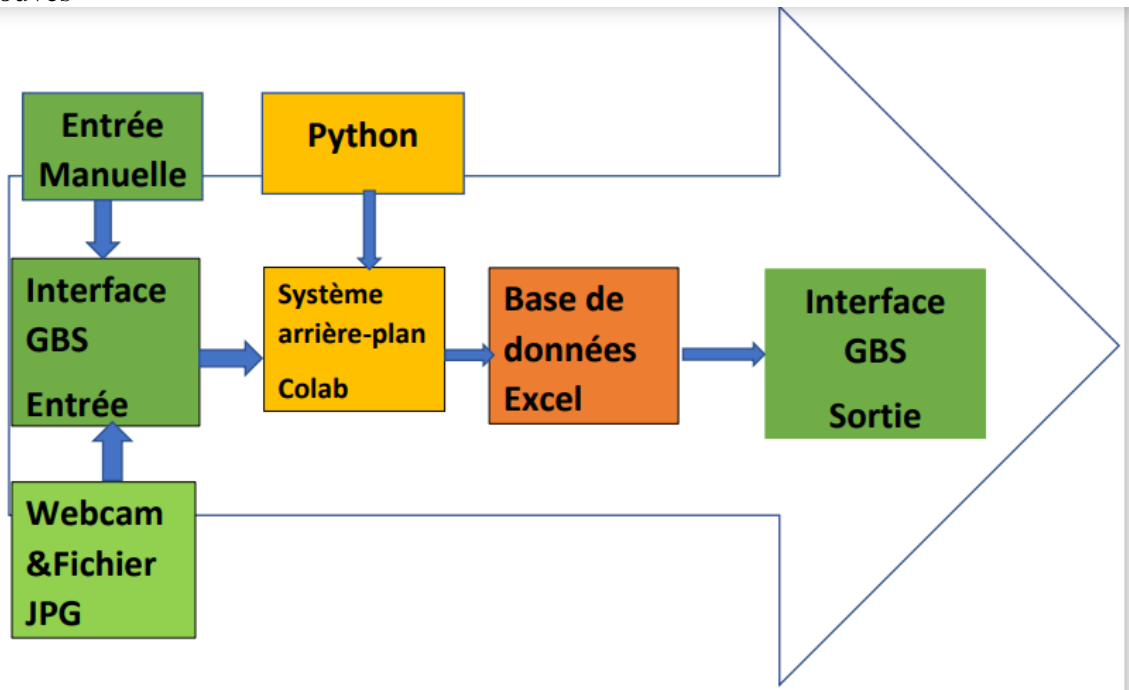 Entrée
Manuelle
Python
Interface
GBS
Entrée
Système
arrière-plan
Colab
Base de
données
Excel
Interface
GBS
Sortie
Webcam
&Fichier
JPG